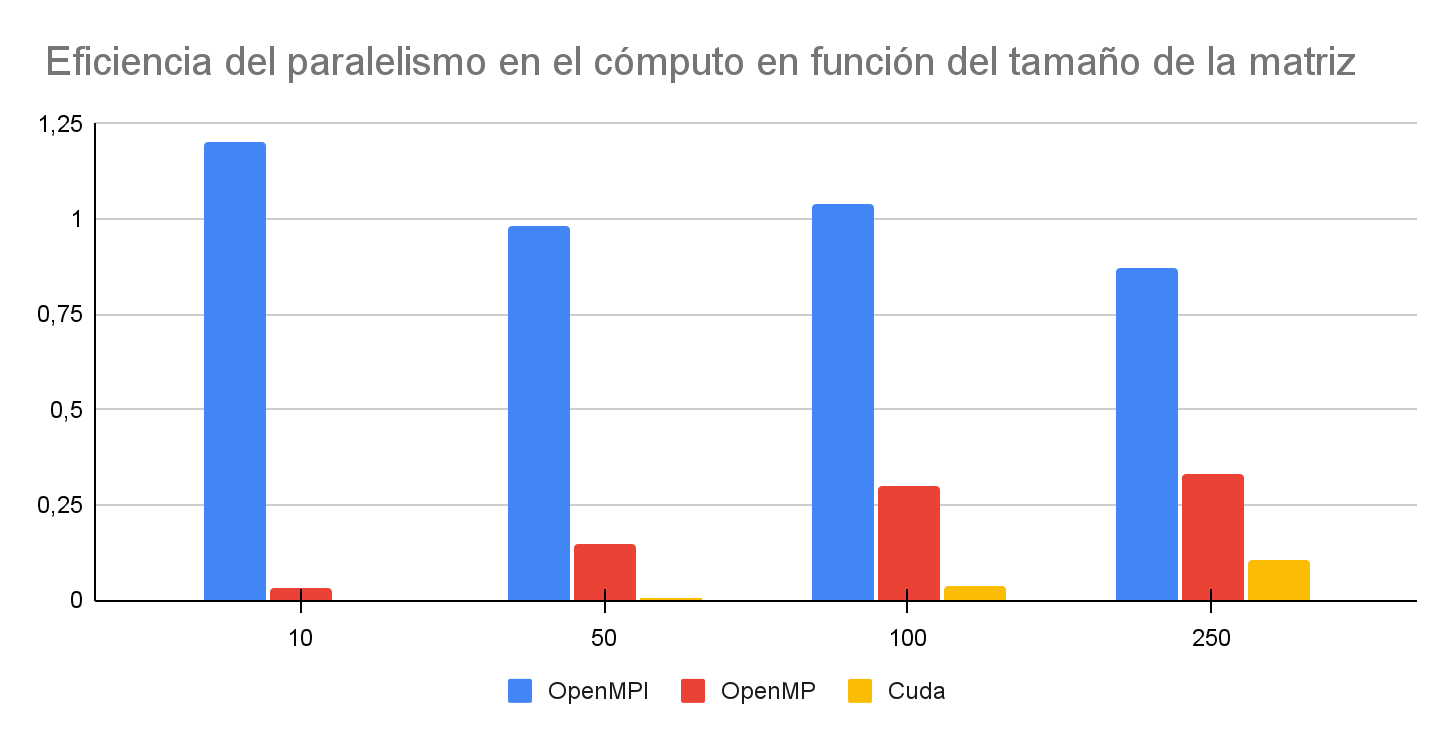 Eficiencia del paralelismo en el cómputo en función del tamaño de la matriz
1,25
1
0,75
0,5
0,25
0
10 50 100 250
OpenMPI OpenMP Cuda